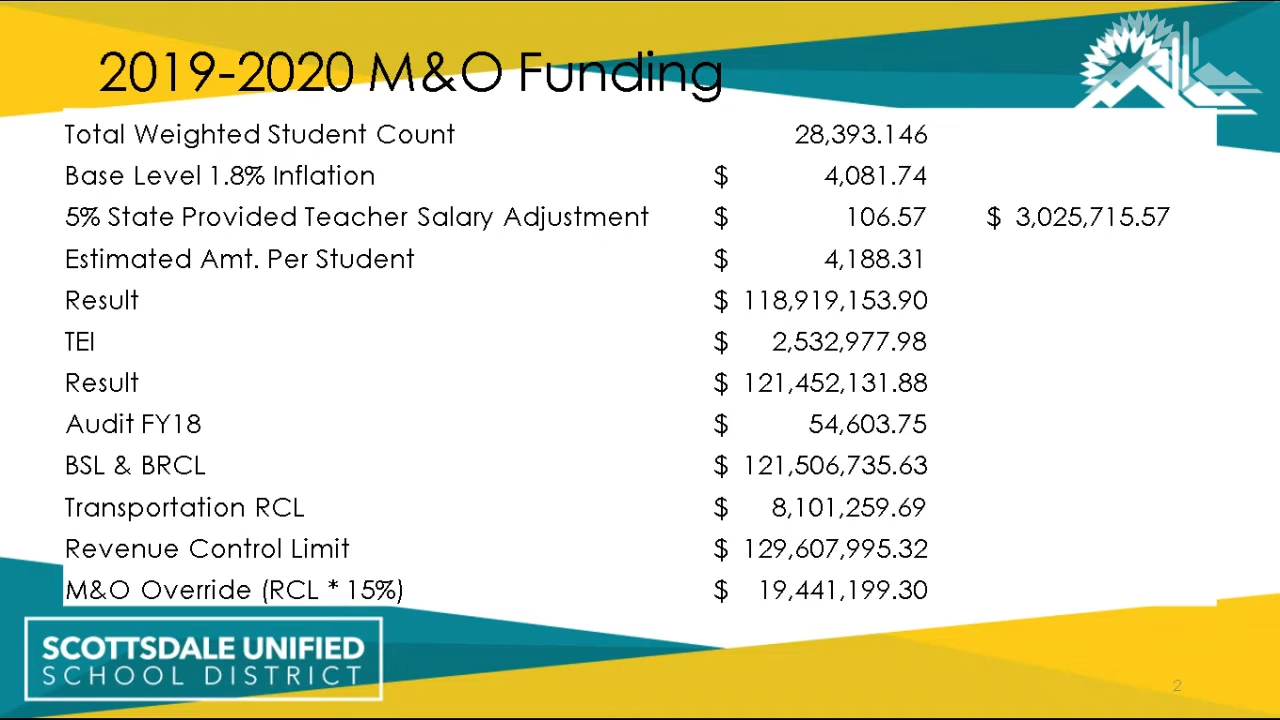 2019-2020 M&O Funding
Total Weighted Student Count 28,393.146
Base Level 1.8% Inflation $ 4,081.74
5% State Provided Teacher Salary Adjustment $ 106.57 $ 3,025,715.57
Estimated Amt. Per Student $ 4,188.31
Result $ 118,919,153.90
TEI $ 2,532,977.98
Result $ 121,452,131.88
Audit FY18 $ 54,603.75
BSL & BRCL $ 121,506,735.63
Transportation RCL $ 8,101,259.69
Revenue Control Limit $ 129,607,995.32
M&O Override (RCL * 15%) $ 19,441,199.30
SCOTTSDALE UNIFIED
SCHOOL DISTRICT
2